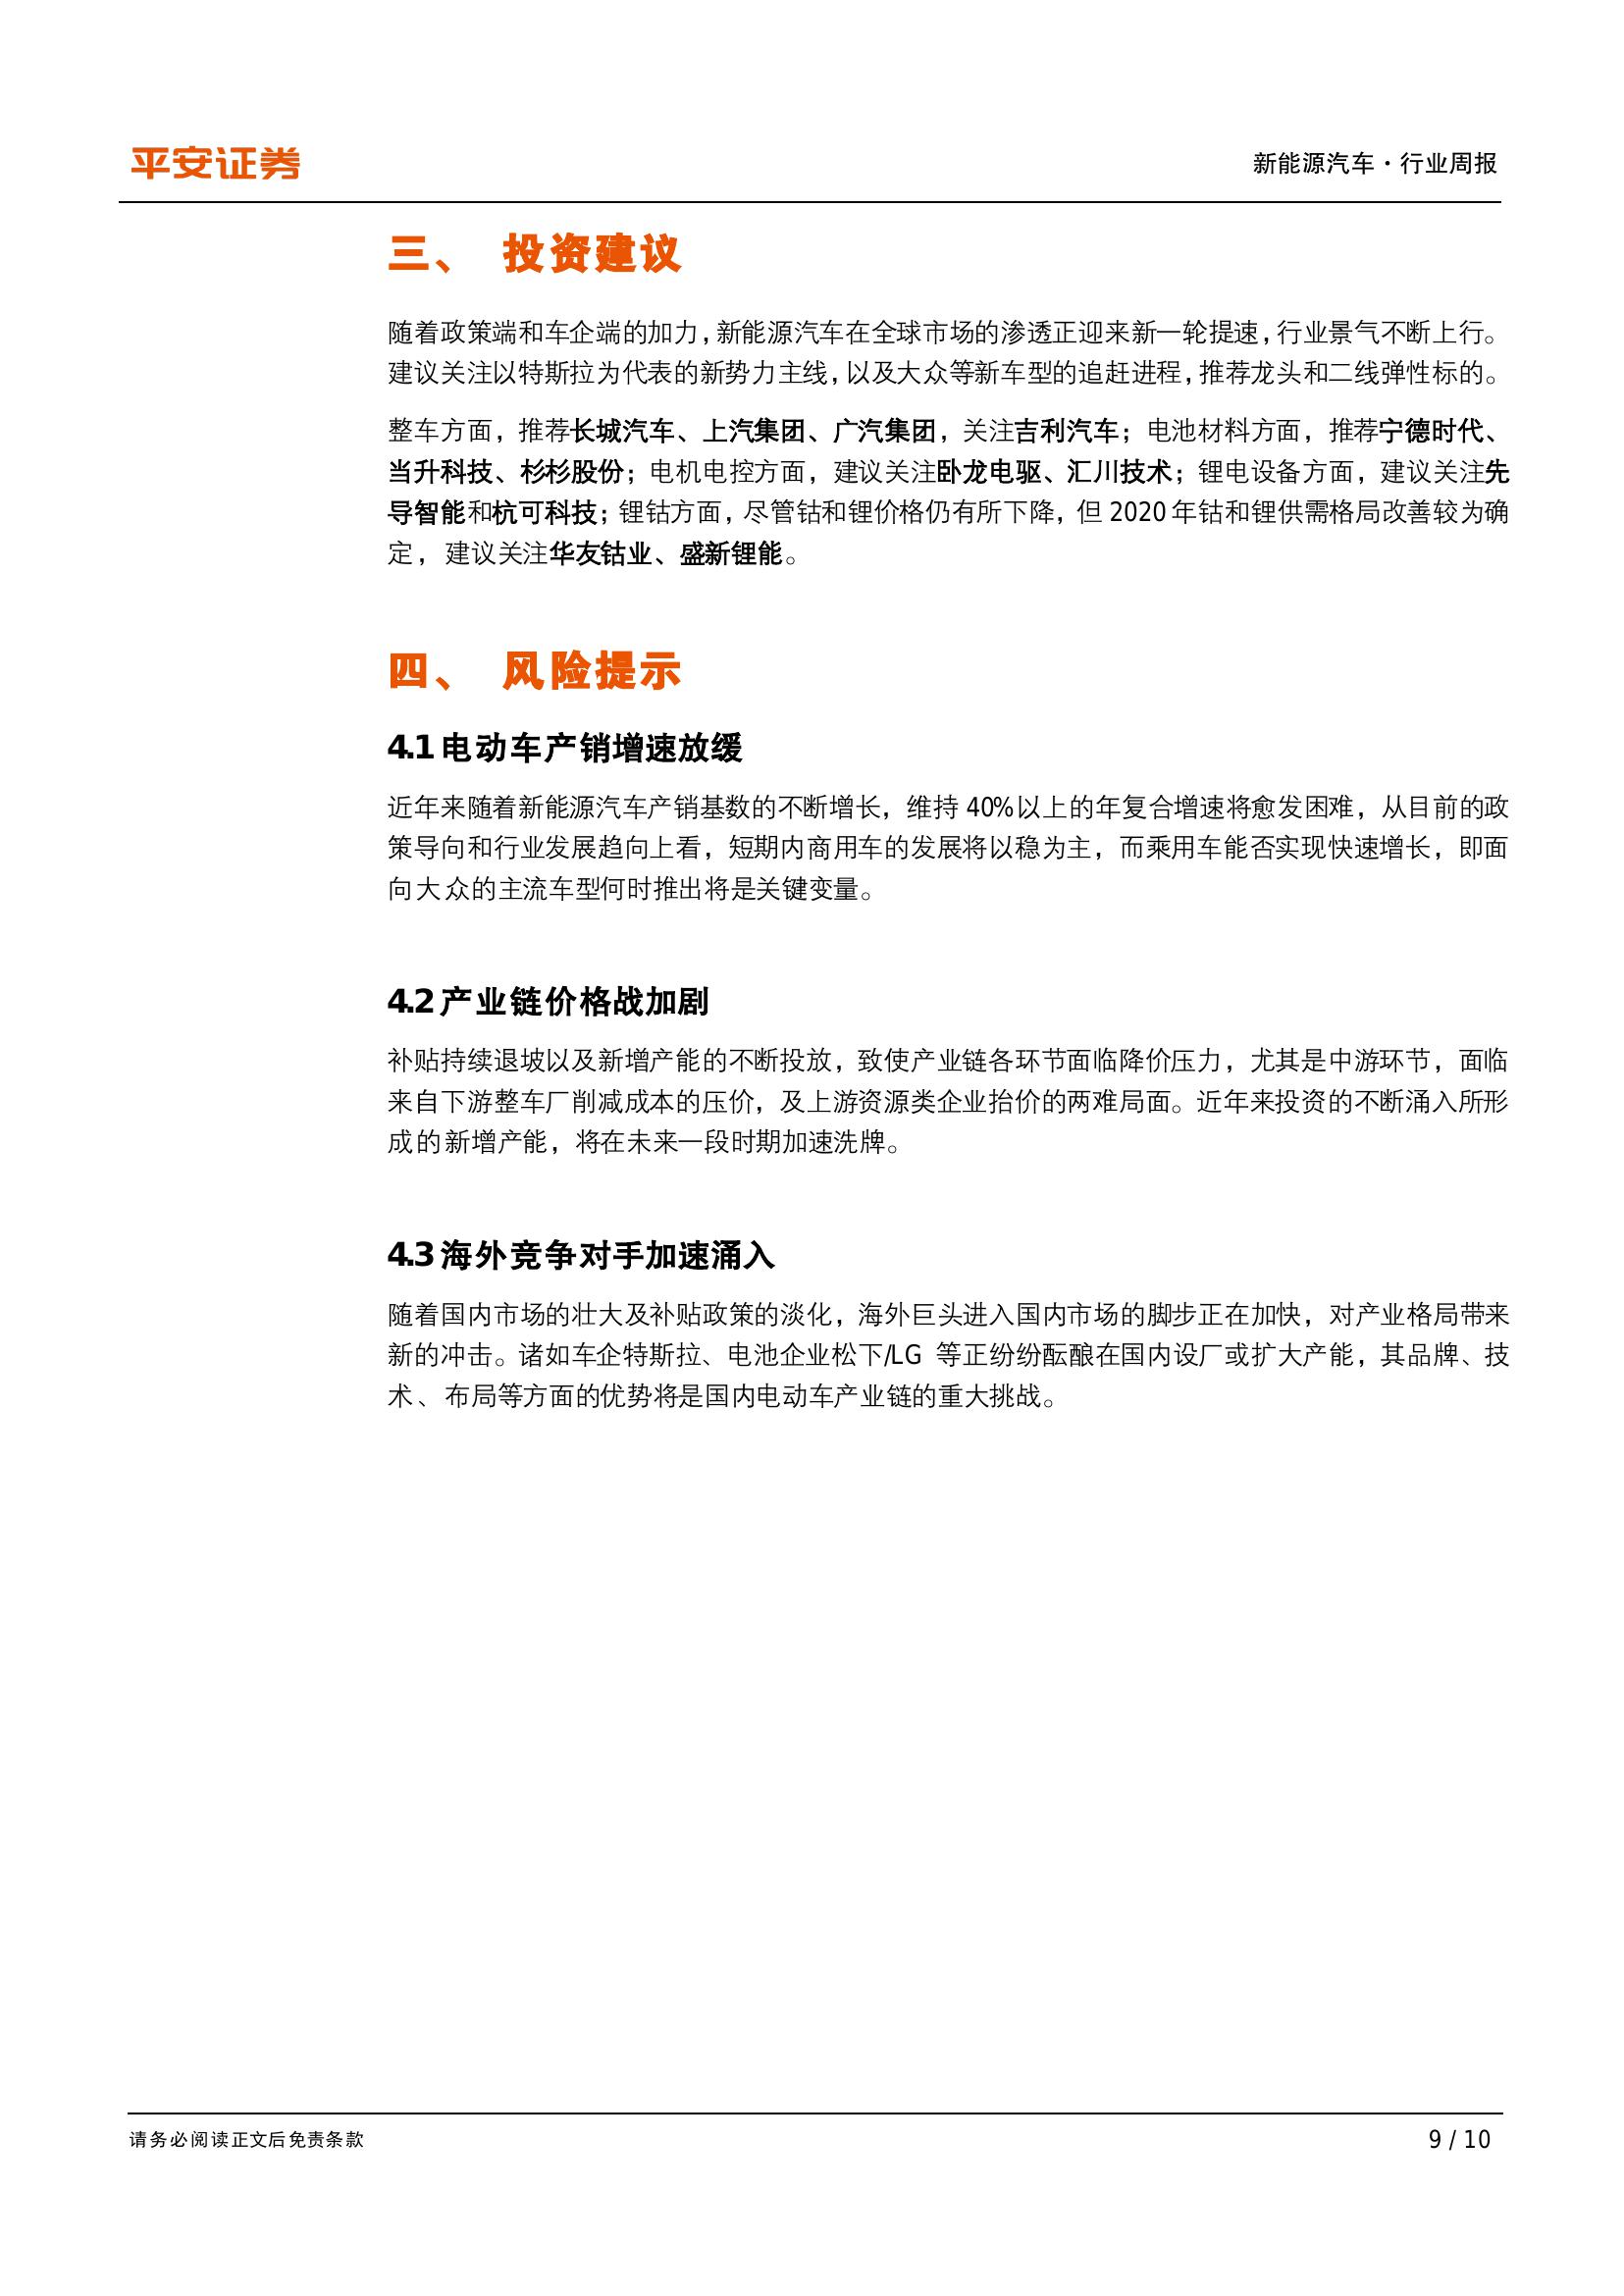 平安证券
新能源汽车·行业周报
三、 投资建议
随着政策端和车企端的加力，新能源汽车在全球市场的渗透正迎来新一轮提速，行业景气不断上行。
建议关注以特斯拉为代表的新势力主线，以及大众等新车型的追赶进程，推荐龙头和二线弹性标的。
整车方面，推荐长城汽车、上汽集团、广汽集团，关注吉利汽车；电池材料方面，推荐宁德时代、
当升科技、杉杉股份；电机电控方面，建议关注卧龙电驱、汇川技术；锂电设备方面，建议关注先
导智能和杭可科技；锂钴方面，尽管钴和锂价格仍有所下降，但 2020 年钴和锂供需格局改善较为确
定，建议关注华友钴业、盛新锂能。
四、 风险提示
4.1 电动车产销增速放缓
近年来随着新能源汽车产销基数的不断增长，维持 40%以上的年复合增速将愈发困难，从目前的政
策导向和行业发展趋向上看，短期内商用车的发展将以稳为主，而乘用车能否实现快速增长，即面
向大众的主流车型何时推出将是关键变量。
4.2 产业链价格战加剧
补贴持续退坡以及新增产能的不断投放，致使产业链各环节面临降价压力，尤其是中游环节，面临
来自下游整车厂削减成本的压价，及上游资源类企业抬价的两难局面。近年来投资的不断涌入所形
成的新增产能，将在未来一段时期加速洗牌。
4.3 海外竞争对手加速涌入
随着国内市场的壮大及补贴政策的淡化，海外巨头进入国内市场的脚步正在加快，对产业格局带来
新的冲击。诸如车企特斯拉、电池企业松下/LG 等正纷纷酝酿在国内设厂或扩大产能，其品牌、技
术、布局等方面的优势将是国内电动车产业链的重大挑战。
请务必阅读正文后免责条款
9 / 10